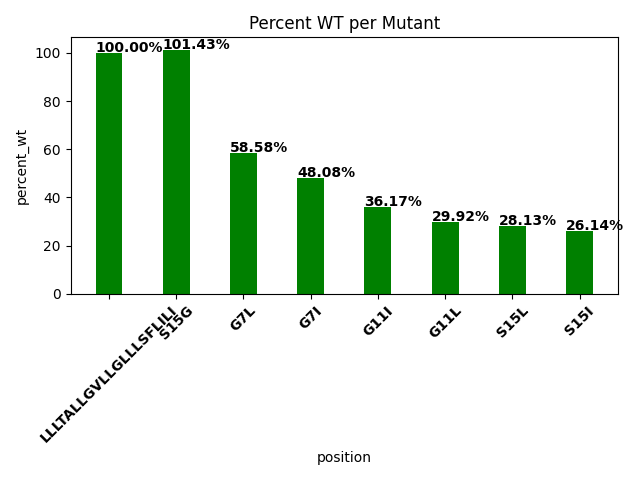 Percent WT per Mutant
percent_wt
100
80
60
40
20
0
100.00%
101.43%
58.58%
48.08%
36.17%
29.92%
28.13%
26.14%
LLLTALLGVLLGLLLSFLILI
S15G
G7L
G7I
G11I
G11L
S15L
S15I
position